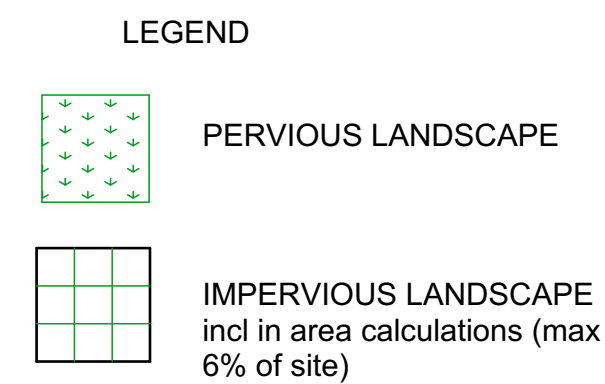 LEGEND
PERVIOUS LANDSCAPE
IMPERVIOUS LANDSCAPE
incl in area calculations (max
6% of site)